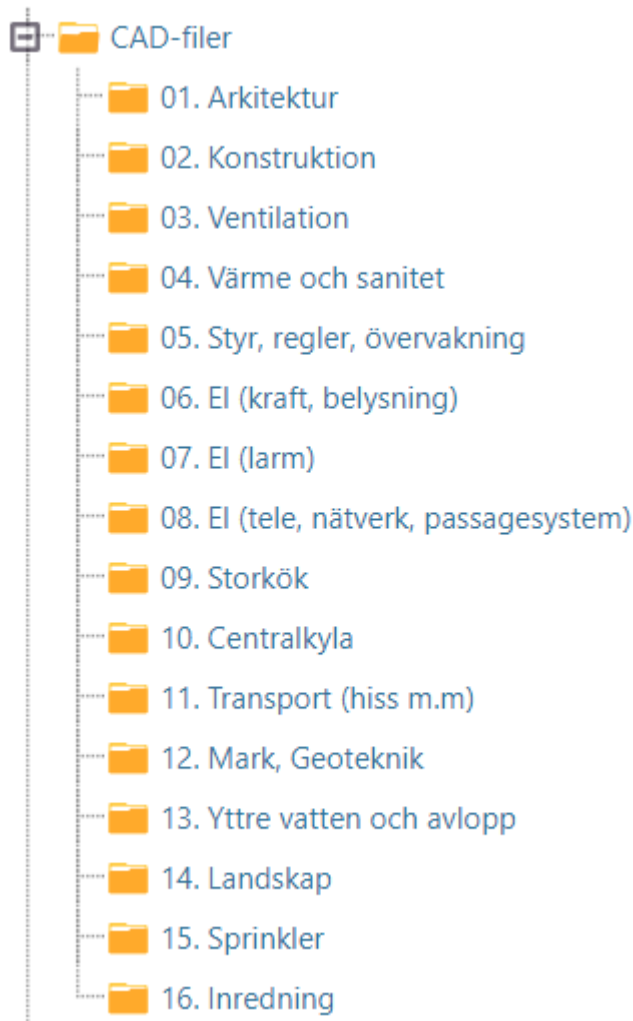 CAD-filer
01. Arkitektur
02. Konstruktion
03. Ventilation
04. Värme och sanitet
05. Styr, regler, övervakning
06. El (kraft, belysning)
07. El (larm)
08. El (tele, nätverk, passagesystem)
09. Storkök
10. Centralkyla
11. Transport (hiss m.m)
12. Mark, Geoteknik
13. Yttre vatten och avlopp
14. Landskap
15. Sprinkler
16. Inredning